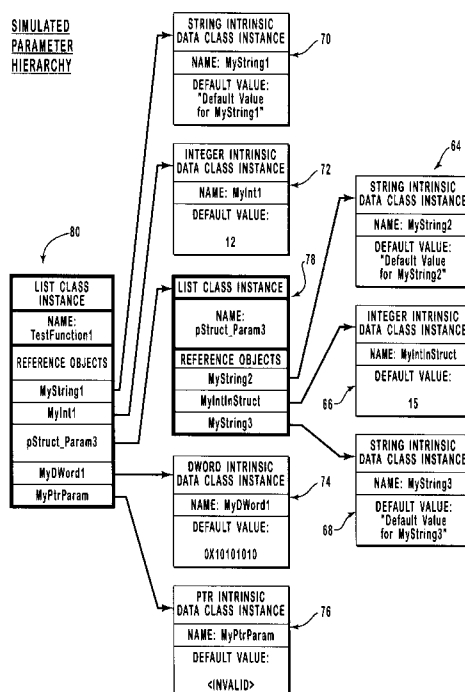 SIMULATED
PARAMETER
HIERARCHY
80
LIST CLASS
INSTANCE
NAME:
TestFunction1
REFERENCE OBJECTS
MyString1
MyInt1
pStruct_Param3
MyDWord1
MyPtrParam
STRING INTRINSIC
DATA CLASS INSTANCE
70
NAME: MyString1
DEFAULT VALUE:
"Default Value
for MyString1"
INTEGER INTRINSIC
DATA CLASS INSTANCE
72
NAME: MyInt1
DEFAULT VALUE:
12
78
LIST CLASS INSTANCE
NAME:
pStruct_Param3
REFERENCE OBJECTS
MyString2
MyIntInStruct
MyString3
DWORD INTRINSIC
DATA CLASS INSTANCE
74
NAME: MyDWord1
DEFAULT VALUE:
0X10101010
PTR INTRINSIC
DATA CLASS INSTANCE
76
NAME: MyPtrParam
DEFAULT VALUE:
<INVALID>
64
STRING INTRINSIC
DATA CLASS INSTANCE
NAME: MyString2
DEFAULT VALUE:
"Default Value
for MyString2"
INTEGER INTRINSIC
DATA CLASS INSTANCE
NAME: MyIntInStruct
DEFAULT VALUE:
66
15
STRING INTRINSIC
DATA CLASS INSTANCE
NAME: MyString3
68
DEFAULT VALUE:
"Default Value
for MyString3"